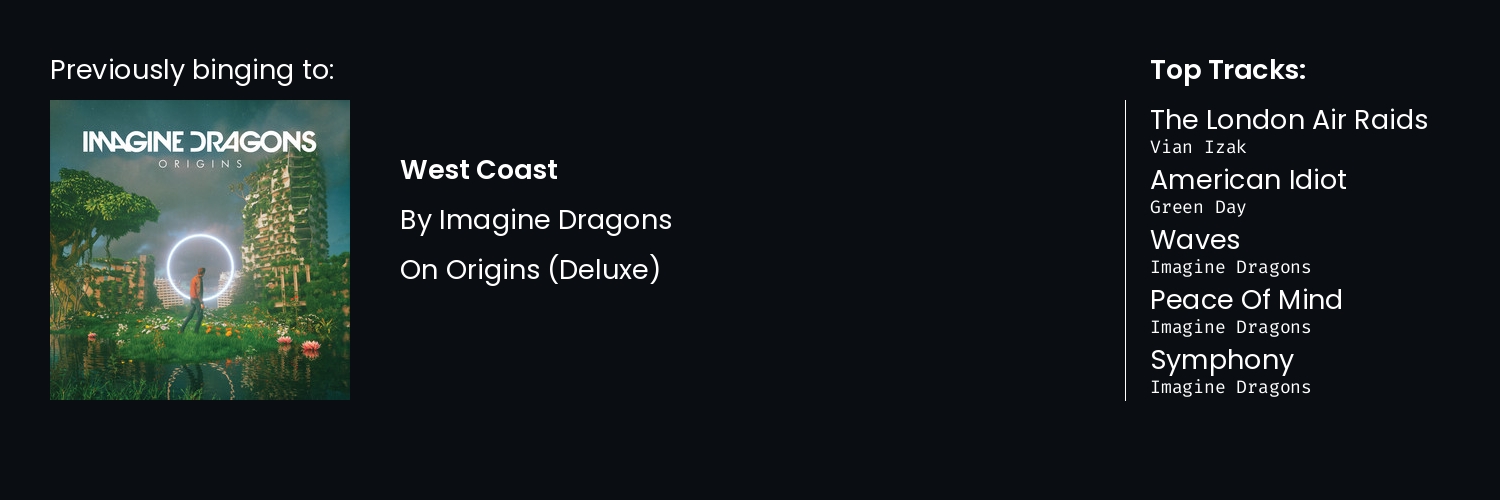 Previously binging to:
IMAGINE DRAGONS
ORIGINS
West Coast
By Imagine Dragons
On Origins (Deluxe)
Top Tracks:
The London Air Raids
Vian Izak
American Idiot
Green Day
Waves
Imagine Dragons
Peace Of Mind
Imagine Dragons
Symphony
Imagine Dragons